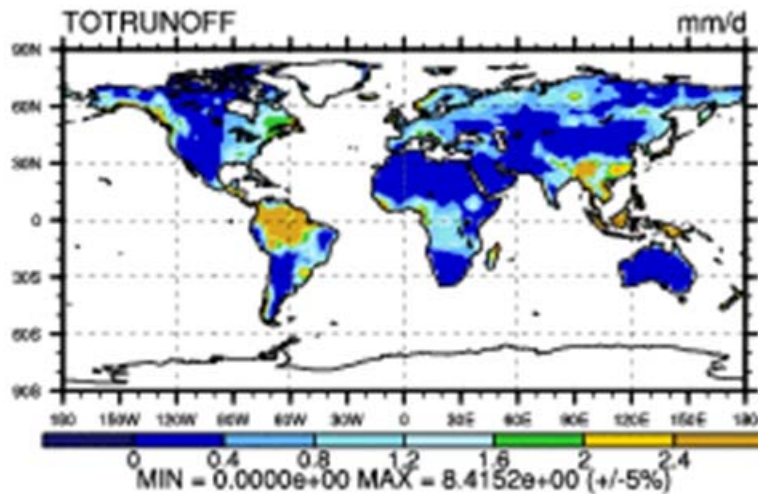 TOTRUNOFF mm/d
90N
60N
30N
0
30S
60S
90S
180 150W 120W 90W 60W 30W 0 30E 60E 90E 120E 150E 180
0 0.4 0.8 1.2 1.6 2 2.4
MIN = 0.0000e+00 MAX = 8.4152e+00 (+/-5%)